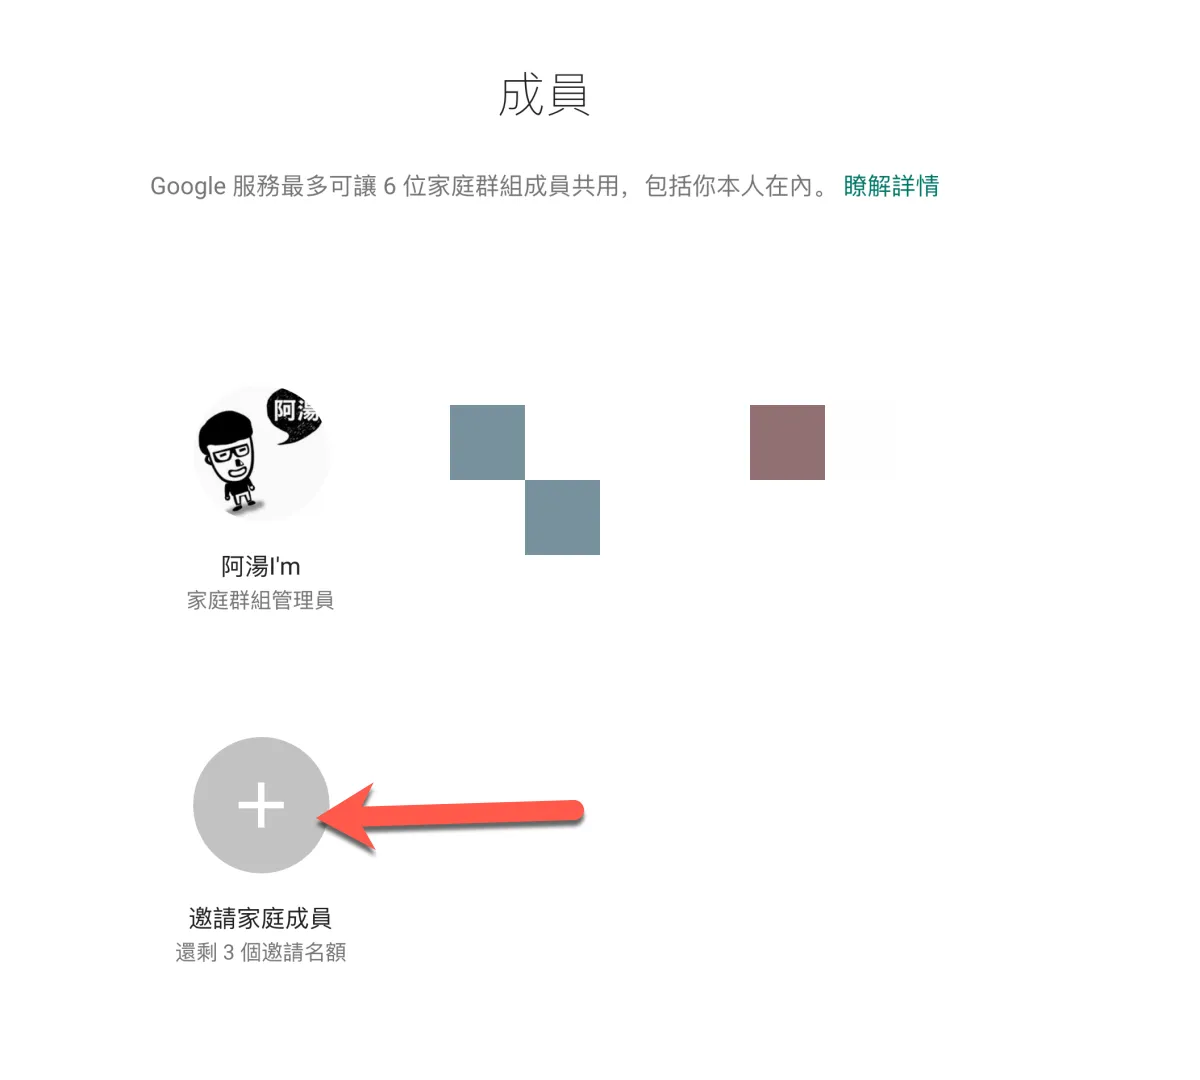 成員
Google 服務最多可讓 6 位家庭群組成員共用，包括你本人在內。 瞭解詳情
阿湯
阿湯I'm
家庭群組管理員
邀請家庭成員
還剩 3 個邀請名額